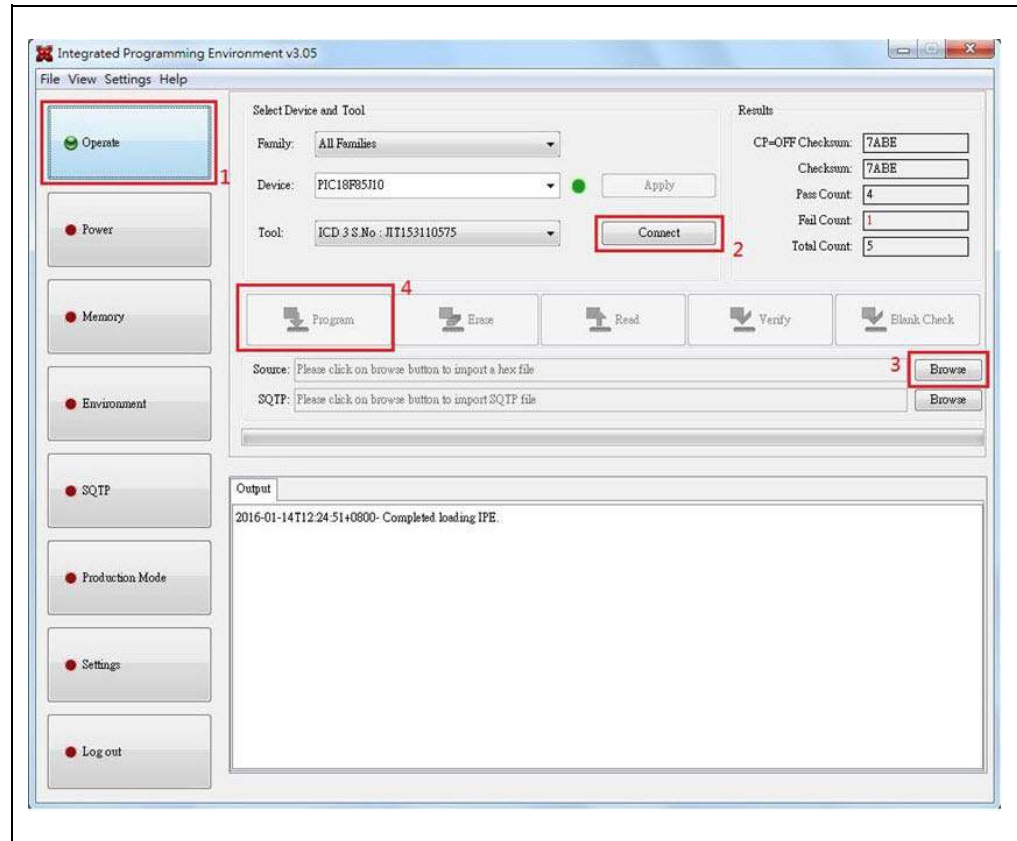 Integrated Programming Environment v3.05
File View Settings Help
Operate
1
Power
Memory
Environment
SQTP
Production Mode
Settings
Log out
Select Device and Tool
Family: All Families
Device: PIC18F85J10 Apply
Tool: ICD 3 S.No : JIT153110575 Connect
2
Results
CP=OFF Checksum: 7ABE
Checksum: 7ABE
Pass Count: 4
Fail Count: 1
Total Count: 5
4
Program Erase Read Verify Blank Check
Source: Please click on browse button to import a hex file 3 Browse
SQTP: Please click on browse button to import SQTP file Browse
Output
2016-01-14T12:24:51+0800- Completed loading IPE.